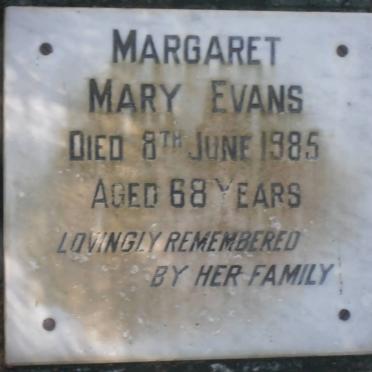 MARGARET
MARY EVANS
DIED 8TH JUNE 1985
AGED 68 YEARS
LOVINGLY REMEMBERED
BY HER FAMILY